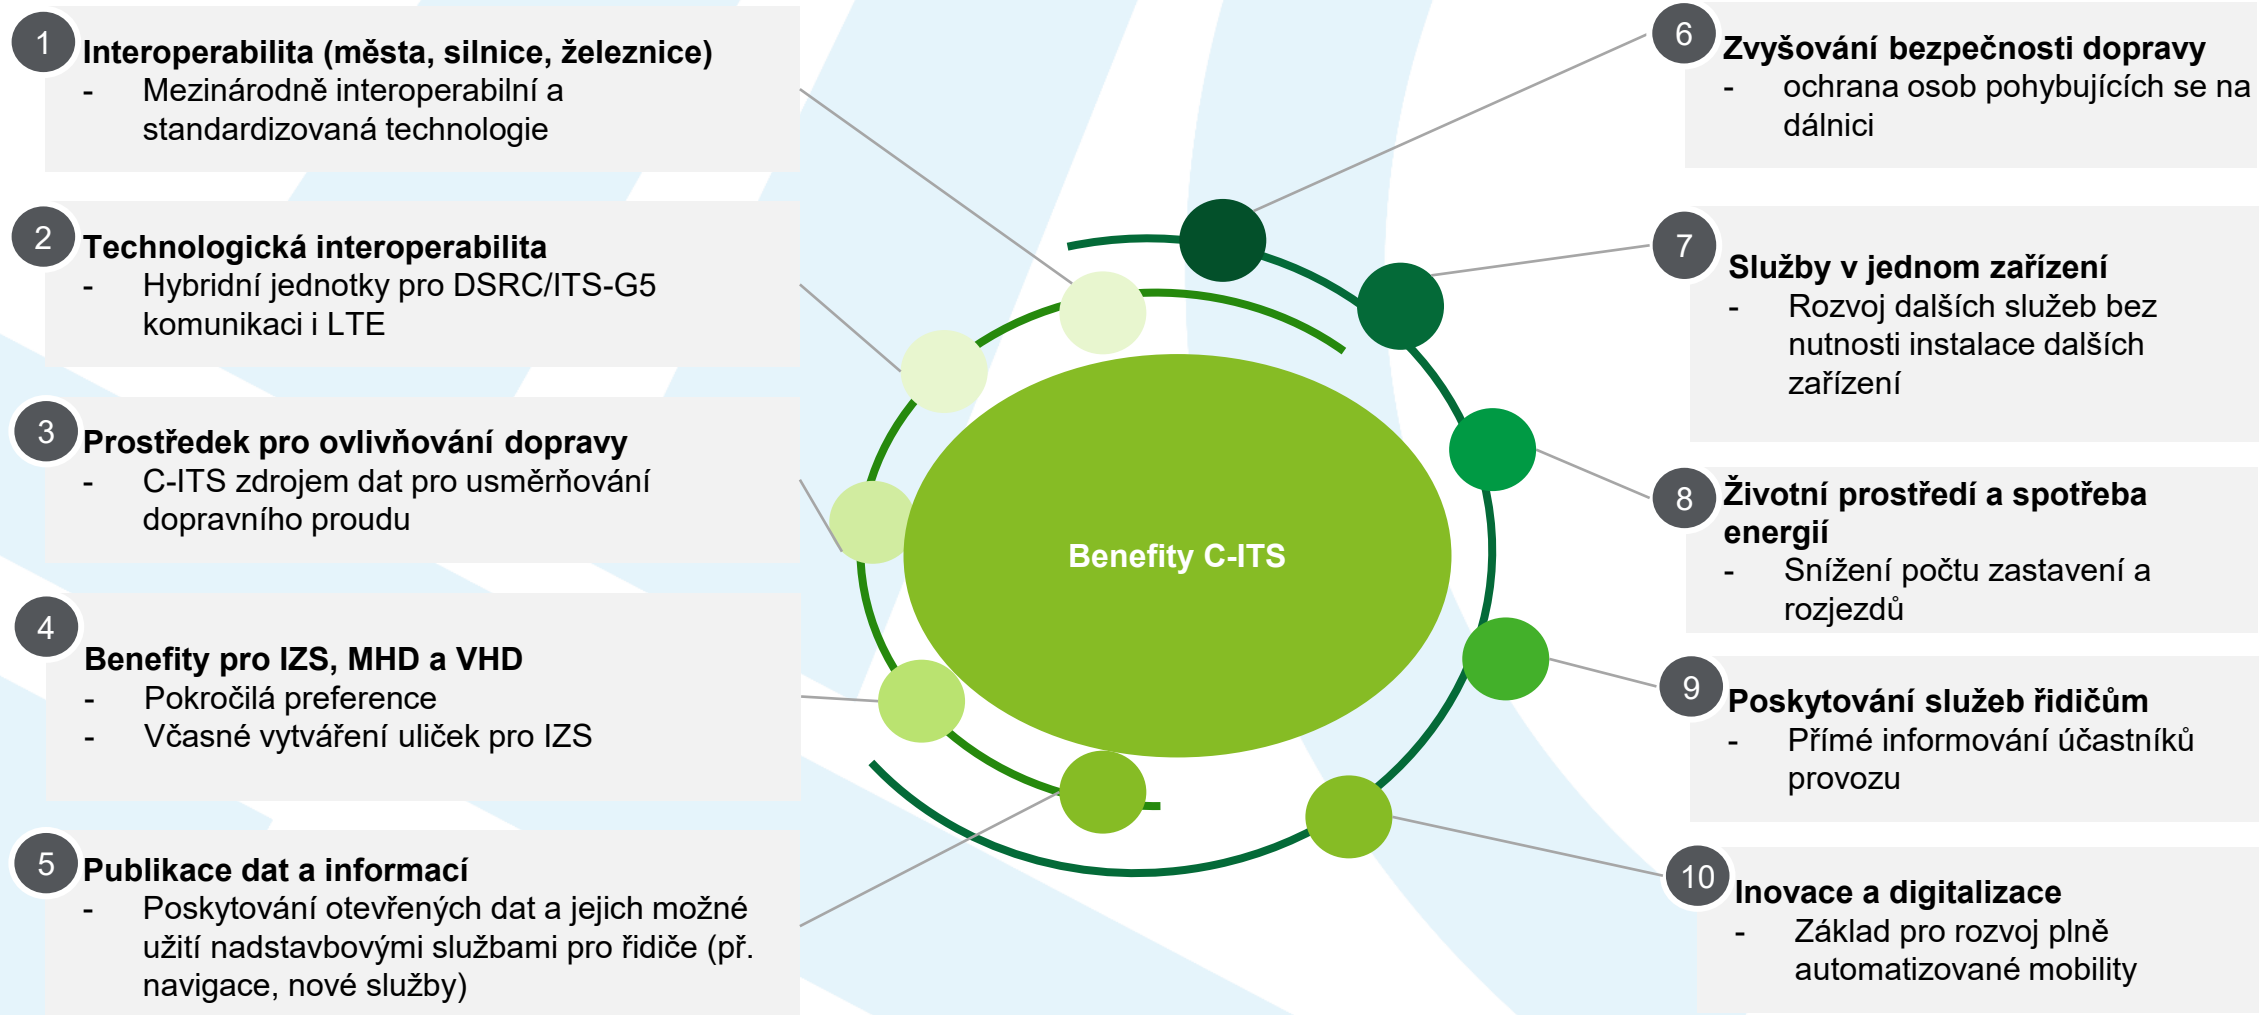 1
Interoperabilita (města, silnice, železnice)
- Mezinárodně interoperabilní a
standardizovaná technologie
2
Technologická interoperabilita
- Hybridní jednotky pro DSRC/ITS-G5
komunikaci i LTE
3
Prostředek pro ovlivňování dopravy
- C-ITS zdrojem dat pro usměrňování
dopravního proudu
4
Benefity pro IZS, MHD a VHD
- Pokročilá preference
- Včasné vytváření uliček pro IZS
5
Publikace dat a informací
- Poskytování otevřených dat a jejich možné
užití nadstavbovými službami pro řidiče (př.
navigace, nové služby)
Benefity C-ITS
6
Zvyšování bezpečnosti dopravy
- ochrana osob pohybujících se na
dálnici
7
Služby v jednom zařízení
- Rozvoj dalších služeb bez
nutnosti instalace dalších
zařízení
8
Životní prostředí a spotřeba
energií
- Snížení počtu zastavení a
rozjezdů
9
Poskytování služeb řidičům
- Přímé informování účastníků
provozu
10
Inovace a digitalizace
- Základ pro rozvoj plně
automatizované mobility